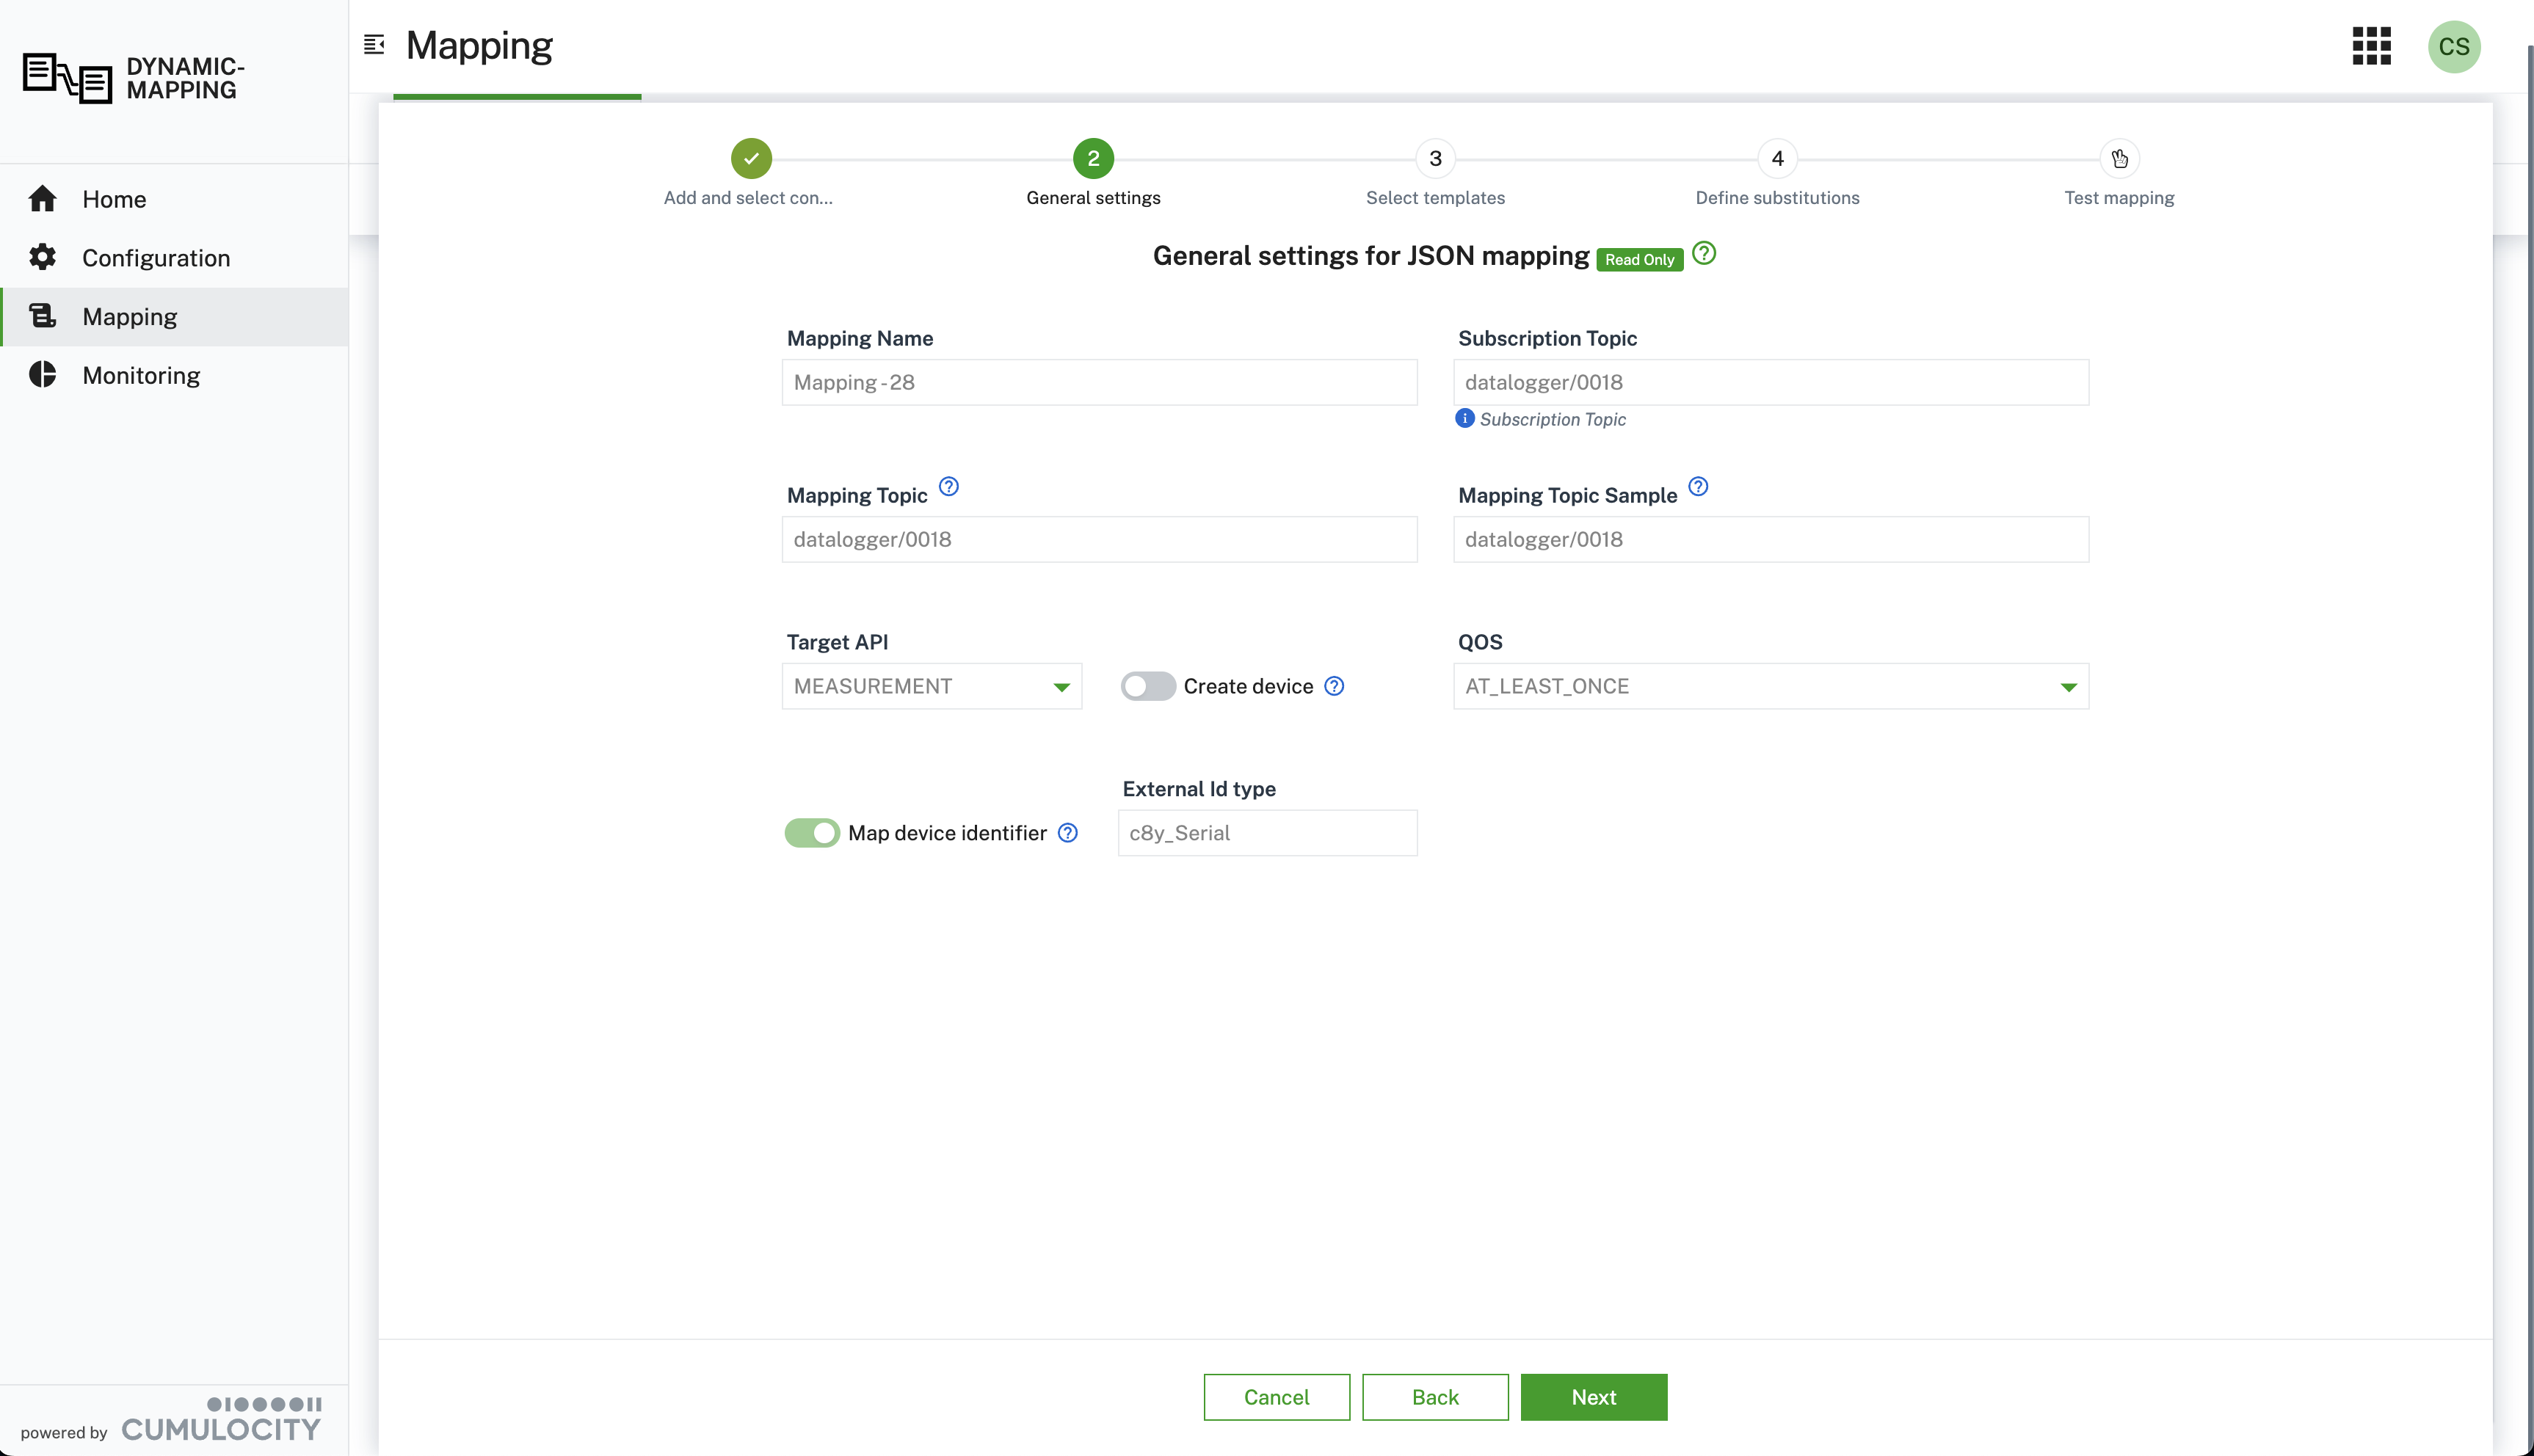 DYNAMIC-
MAPPING
Mapping
CS
Home
Configuration
Mapping
Monitoring
2
3
4
Add and select con...
General settings
Select templates
Define substitutions
Test mapping
General settings for JSON mapping Read Only ?
Mapping Name
Mapping - 28
Subscription Topic
datalogger/0018
i Subscription Topic
Mapping Topic ?
datalogger/0018
Mapping Topic Sample ?
datalogger/0018
Target API
MEASUREMENT
Create device ?
QOS
AT_LEAST_ONCE
Map device identifier ?
External Id type
c8y_Serial
Cancel
Back
Next
powered by CUMULOCITY